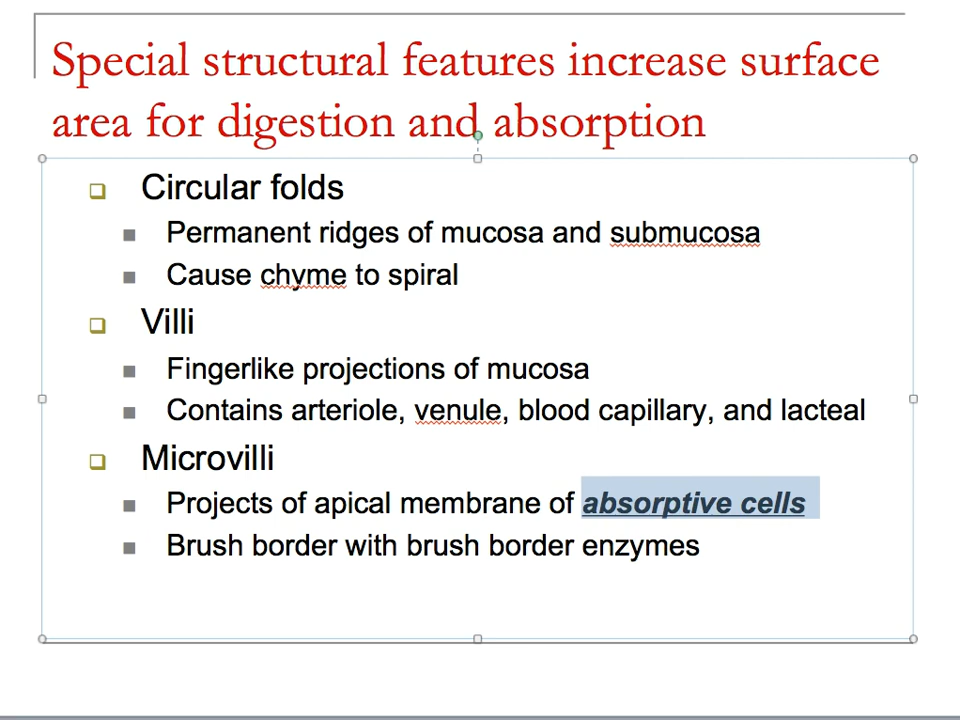 Special structural features increase surface
area for digestion and absorption
Circular folds
Permanent ridges of mucosa and submucosa
Cause chyme to spiral
Villi
Fingerlike projections of mucosa
Contains arteriole, venule, blood capillary, and lacteal
Microvilli
Projects of apical membrane of absorptive cells
Brush border with brush border enzymes